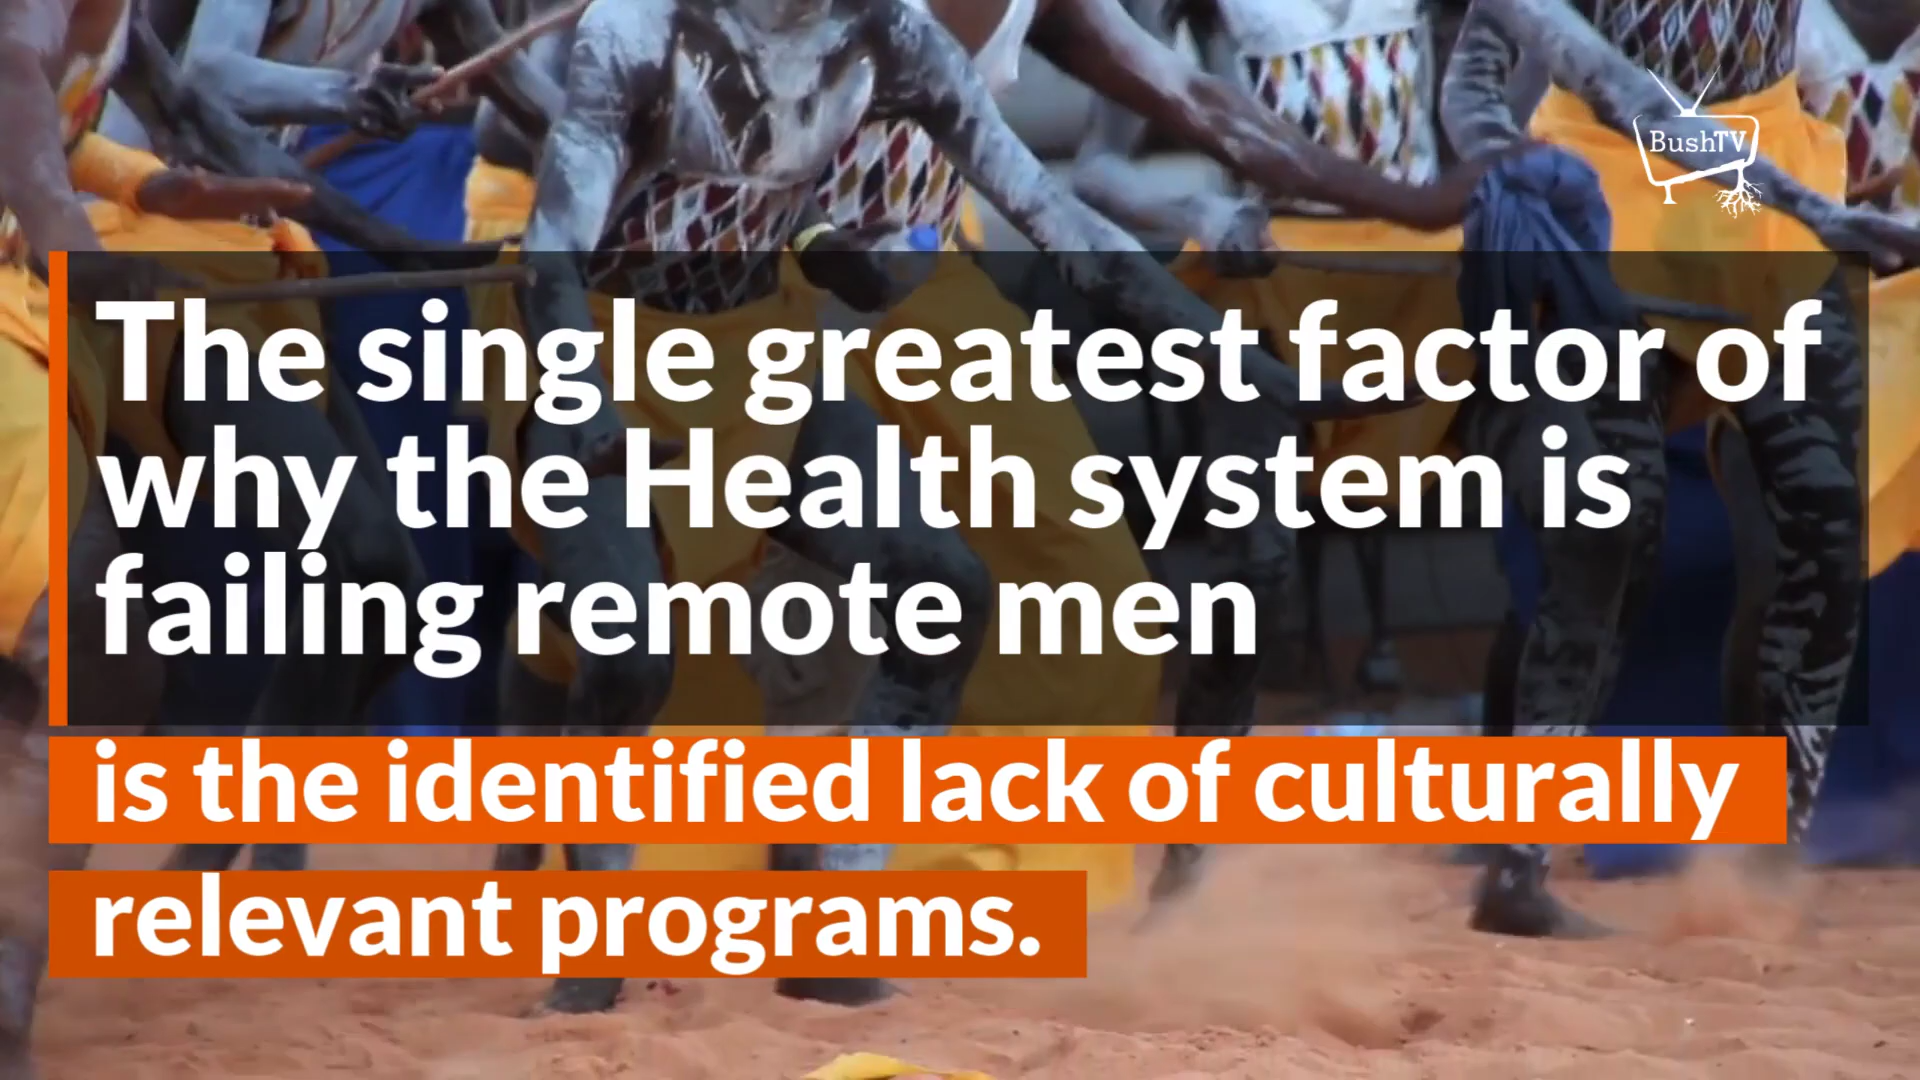 BushTV
The single greatest factor of
why the Health system is
failing remote men
is the identified lack of culturally
relevant programs.